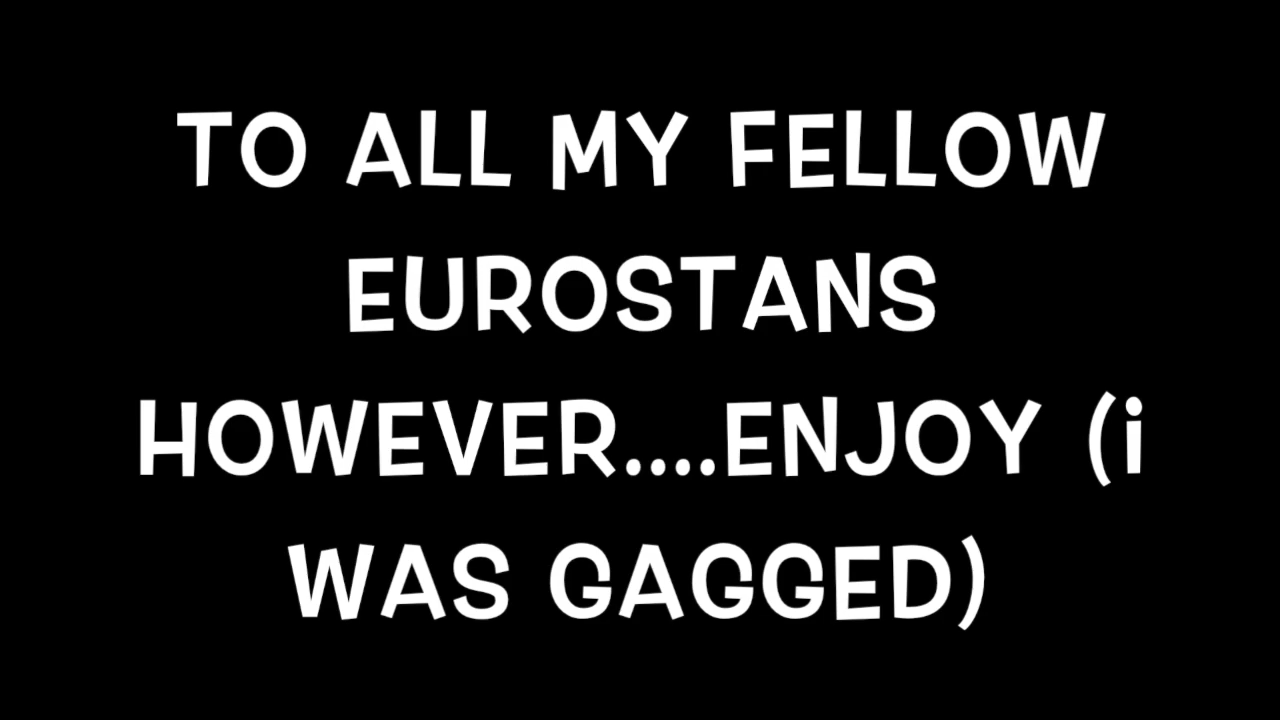 TO ALL MY FELLOW
EUROSTANS
HOWEVER....ENJOY (i
WAS GAGGED)